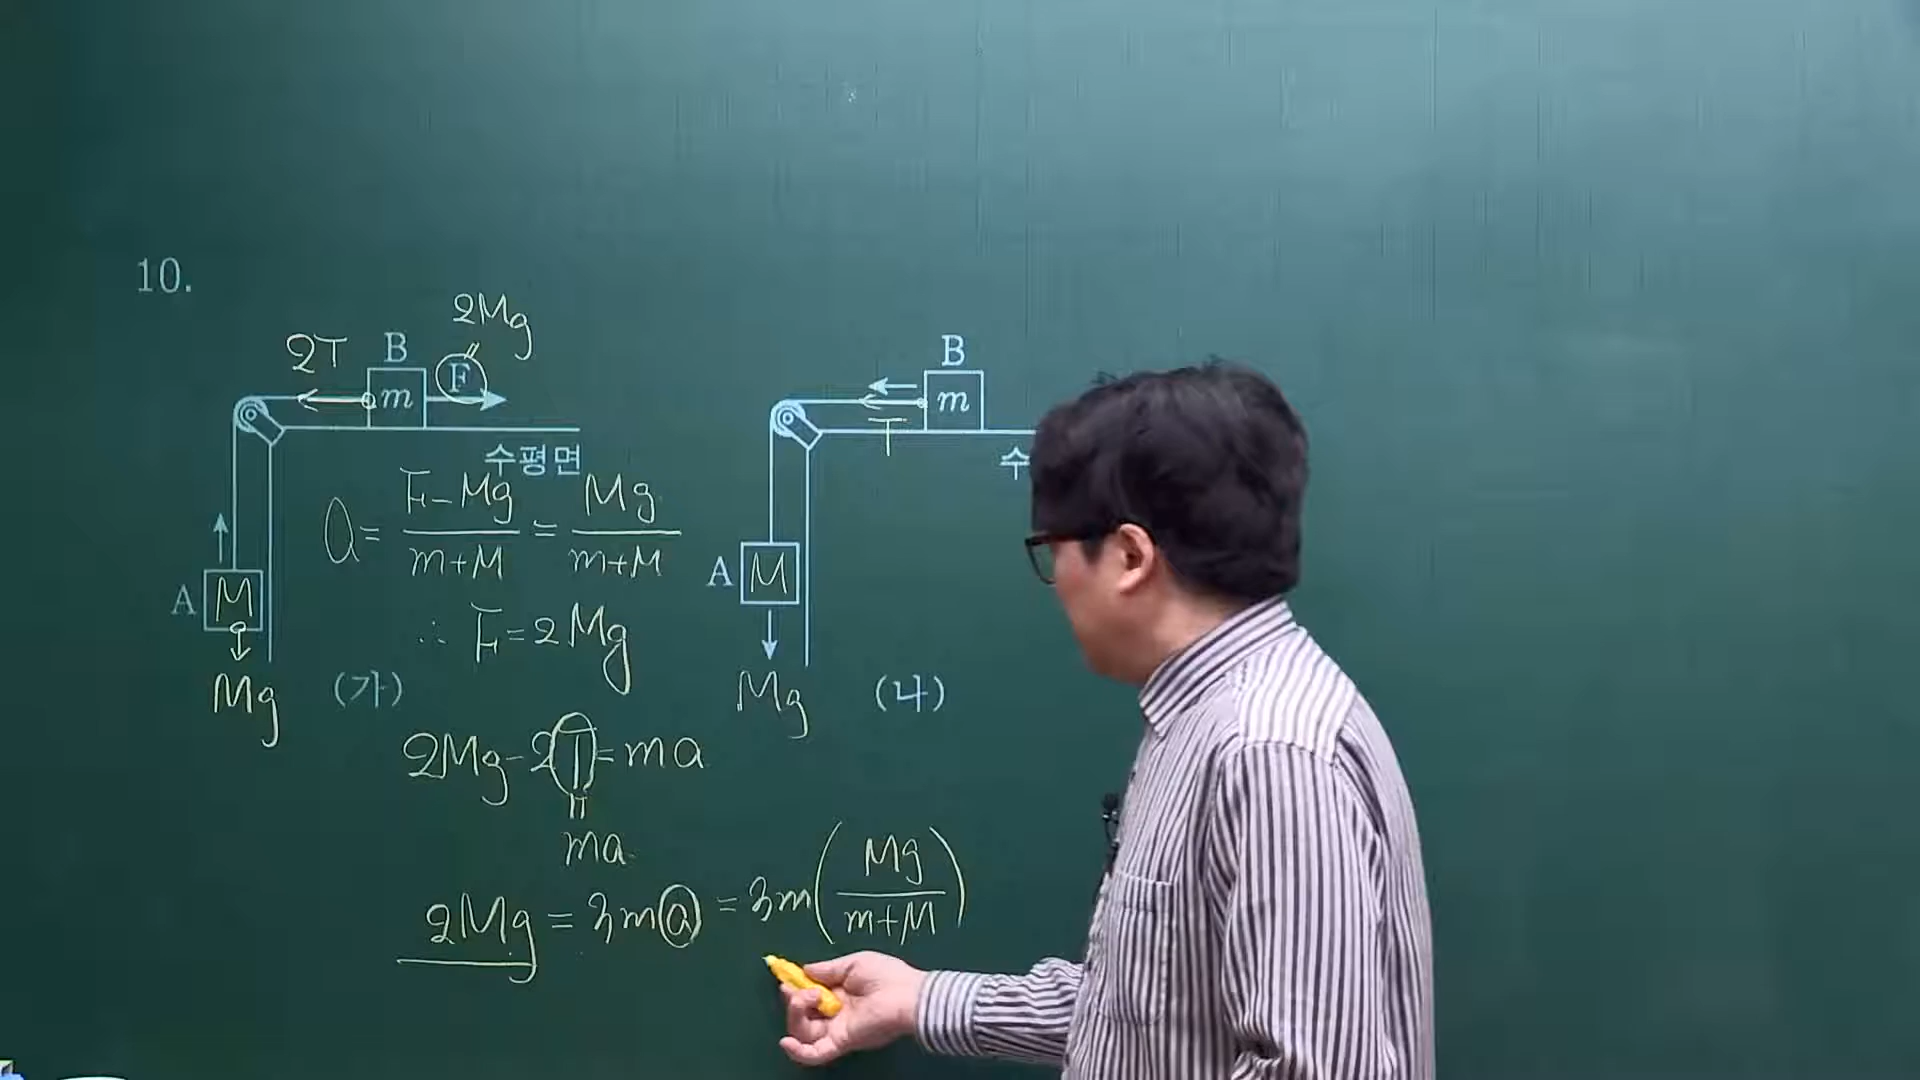 10.
2Mg
2T
B
m
F
수평면
A
M
Mg
(가)
a = F-Mg / m+M = Mg / m+M
∴ F = 2Mg
2Mg-2T=ma
=
ma
2Mg = 3ma = 3m(Mg / m+M)
B
m
T
수
A
M
Mg
(나)